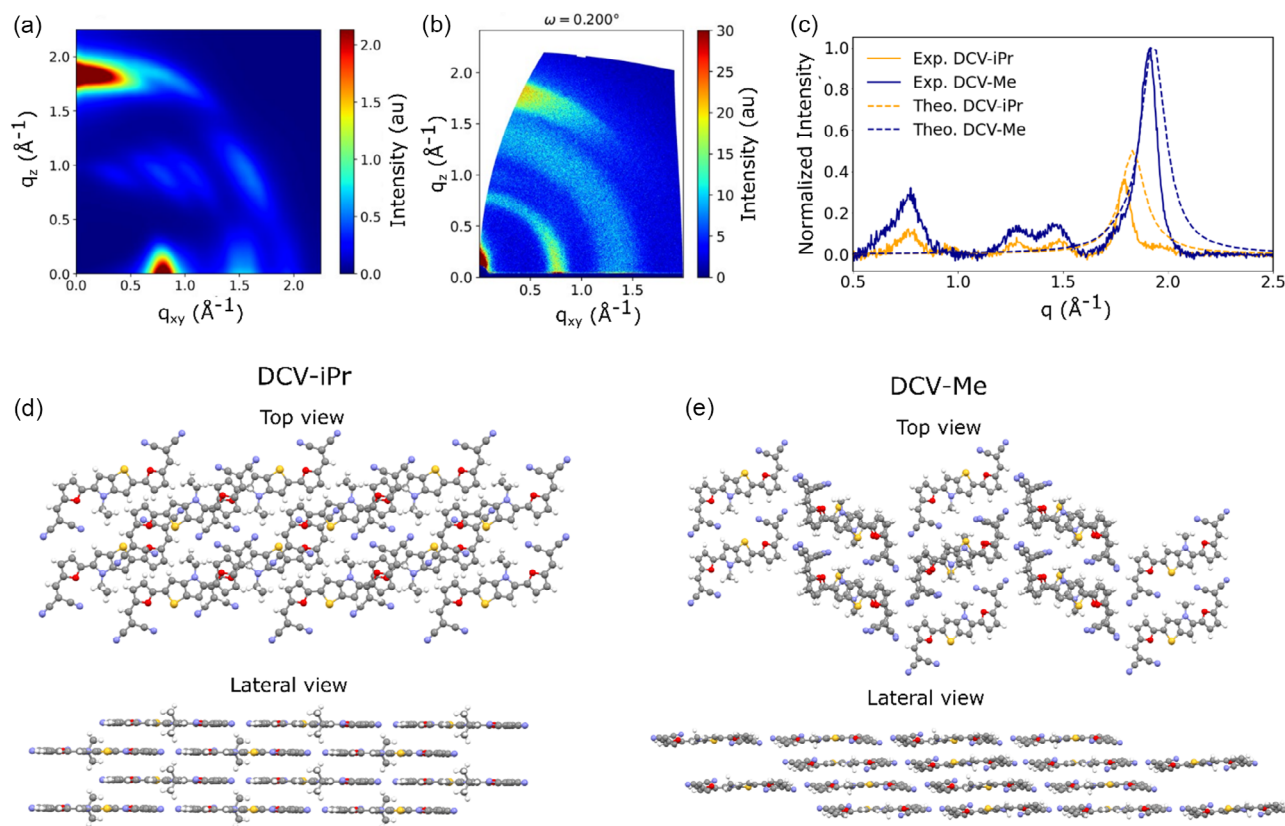 (a)
2.0
1.5
1.0
0.5
0.0
q_z (Å⁻¹)
0.0 0.5 1.0 1.5 2.0
q_xy (Å⁻¹)
2.0
1.5
1.0
0.5
0.0
Intensity (au)
(b)
ω = 0.200°
2.0
1.5
1.0
0.5
0.0
q_z (Å⁻¹)
0.5 1.0 1.5
q_xy (Å⁻¹)
30
25
20
15
10
5
0
Intensity (au)
(c)
1.0
0.8
0.6
0.4
0.2
0.0
Normalized Intensity
Exp. DCV-iPr
Exp. DCV-Me
Theo. DCV-iPr
Theo. DCV-Me
0.5 1.0 1.5 2.0 2.5
q (Å⁻¹)
DCV-iPr
(d)
Top view
Lateral view
DCV-Me
(e)
Top view
Lateral view